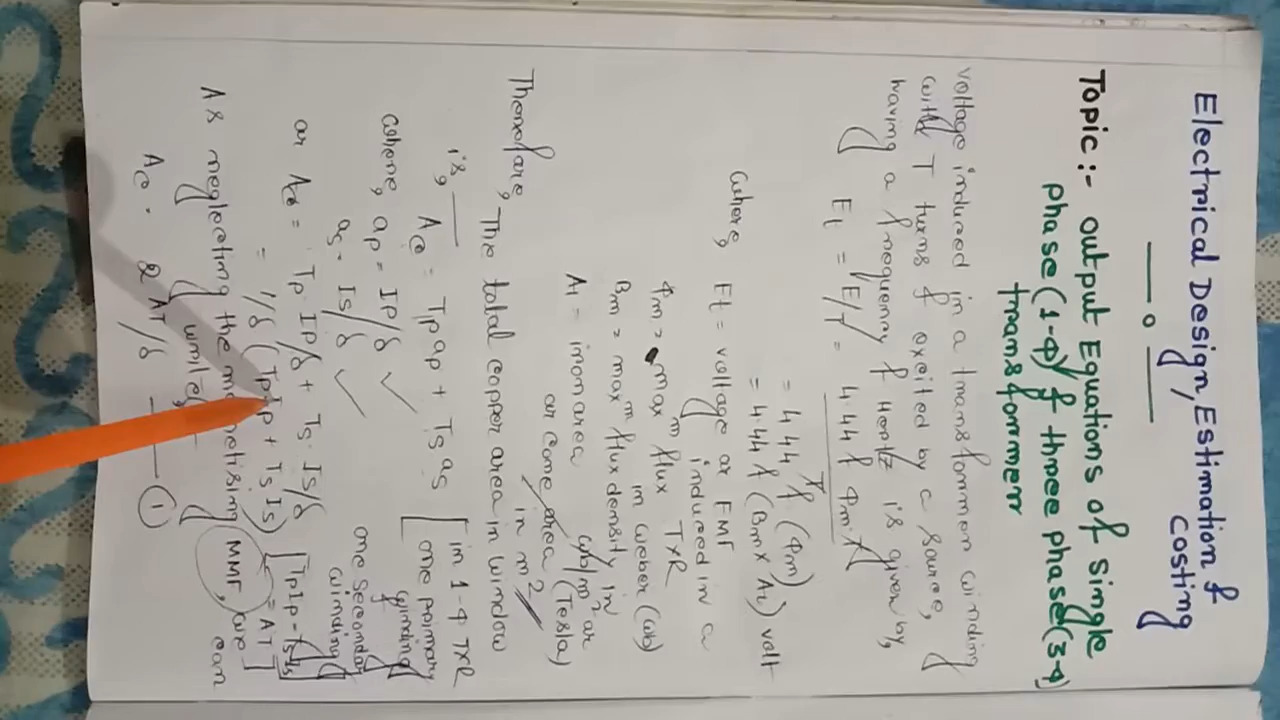 Electrical Design, Estimation &
Costing
Topic:- output Equations of single
phase (1-φ) & three phase (3-φ)
transformer
voltage induced in a transformer winding
with T turns & excited by a source,
having a frequency f hertz is given by,
Et = E/T = 4.44 f Φm
= 4.44 f (Φm)
= 4.44 f (Bm x Ai) volt
where, Et = voltage or EMF
induced in a
TXR
Φm = max^m flux
in weber (wb)
Bm = max^m flux density in
wb/m² or
(Tesla)
Ai = iron area
or core area
in m²
Therefore, The total copper area in window
is, Ac = Tp ap + Ts as [in 1-φ TXR
one primary
winding &
one secondary
winding]
where, ap = Ip/δ ✓
as = Is/δ ✓
or Ac = Tp. Ip/δ + Ts. Is/δ
= 1/δ (TpIp + TsIs) [TpIp = TsIs
= AT]
As neglecting the magnetising MMF, we can
write,
Ac = 2 AT/δ — ①